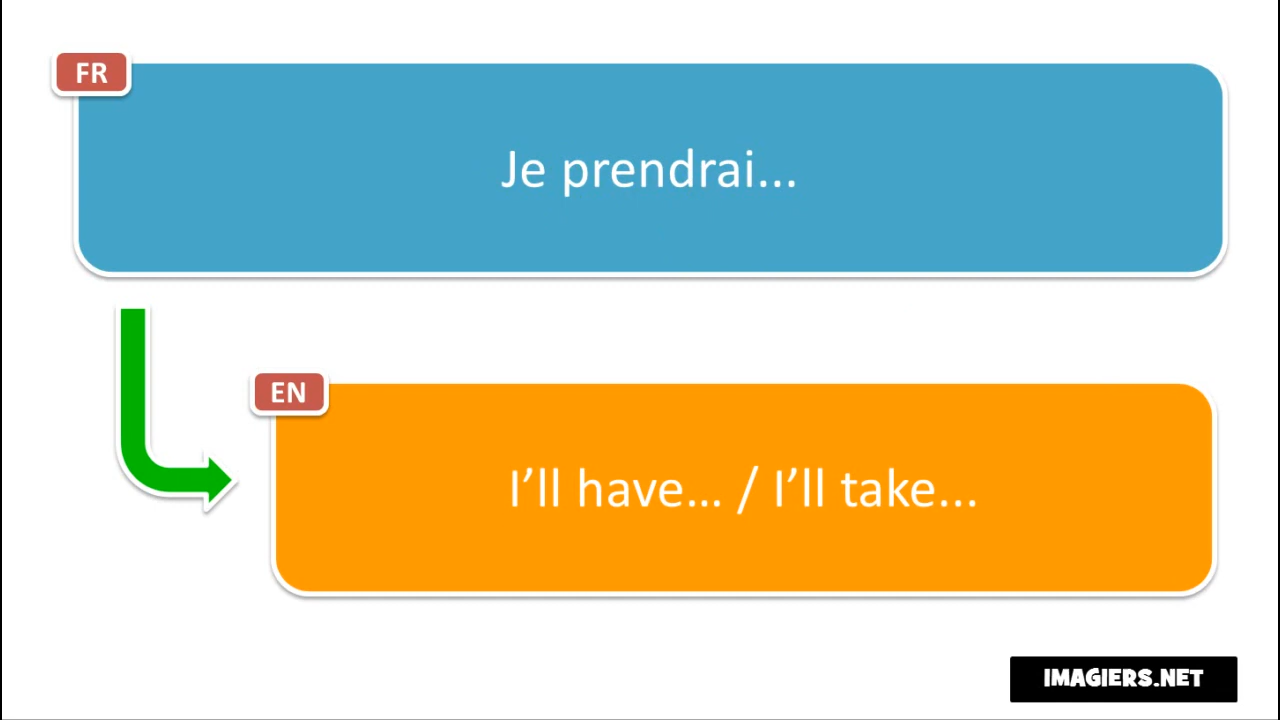 FR
Je prendrai...
EN
I’ll have... / I’ll take...
IMAGIERS.NET